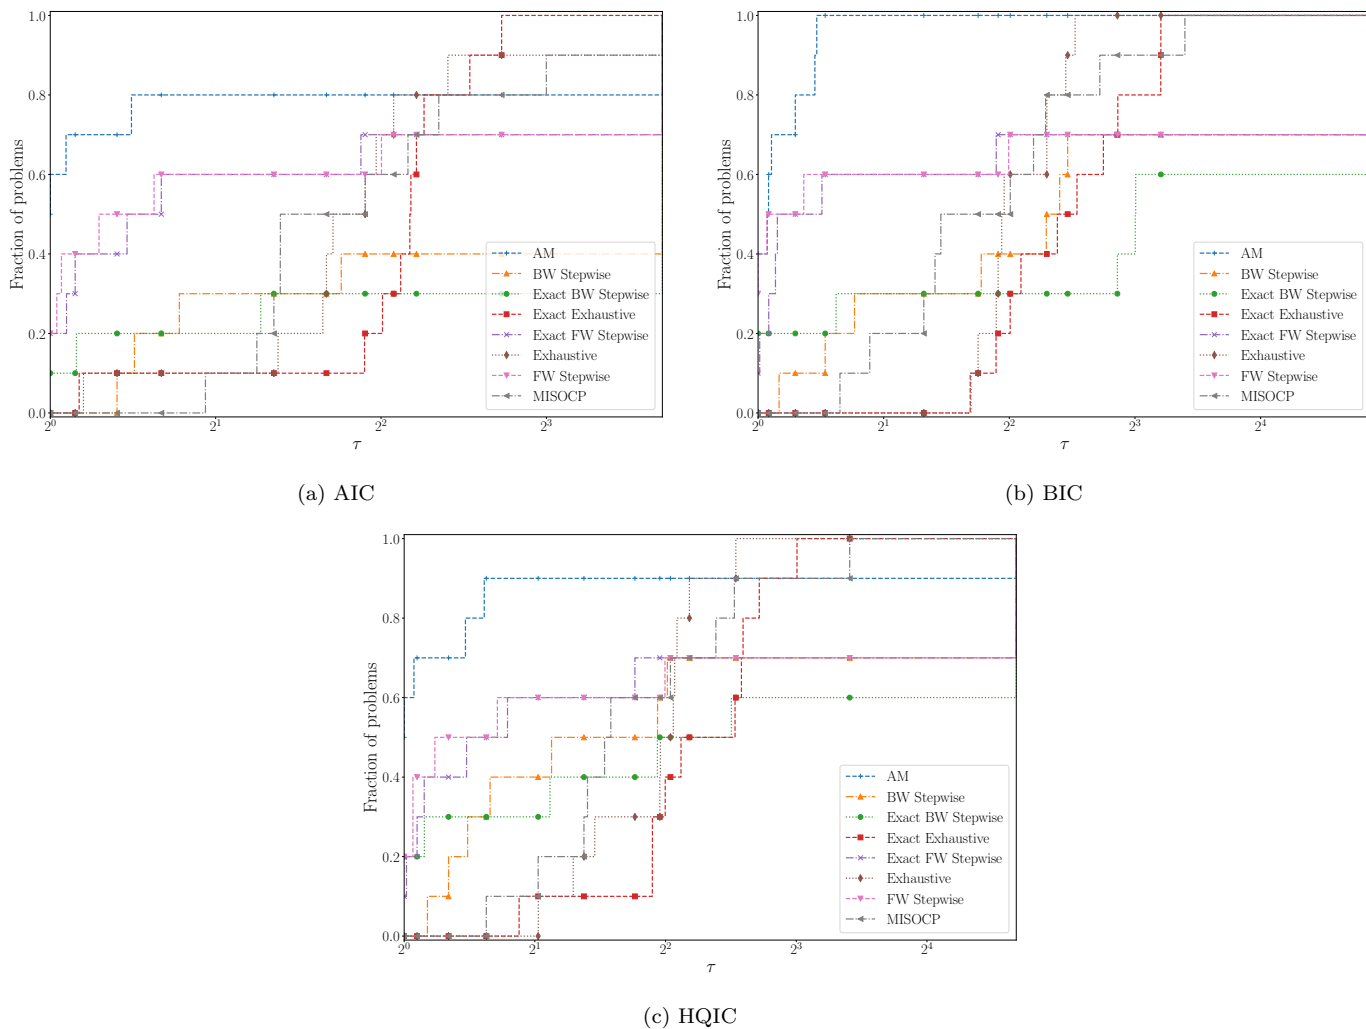 Fraction of problems
1.0
0.8
0.6
0.4
0.2
0.0
2^0
2^1
2^2
2^3
τ
AM
BW Stepwise
Exact BW Stepwise
Exact Exhaustive
Exact FW Stepwise
Exhaustive
FW Stepwise
MISOCP
(a) AIC
Fraction of problems
1.0
0.8
0.6
0.4
0.2
0.0
2^0
2^1
2^2
2^3
2^4
τ
AM
BW Stepwise
Exact BW Stepwise
Exact Exhaustive
Exact FW Stepwise
Exhaustive
FW Stepwise
MISOCP
(b) BIC
Fraction of problems
1.0
0.8
0.6
0.4
0.2
0.0
2^0
2^1
2^2
2^3
2^4
τ
AM
BW Stepwise
Exact BW Stepwise
Exact Exhaustive
Exact FW Stepwise
Exhaustive
FW Stepwise
MISOCP
(c) HQIC